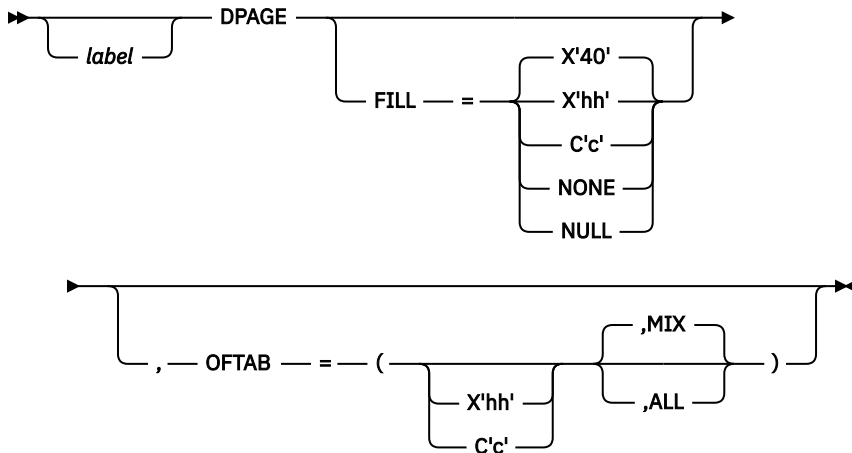 DPAGE
label
X'40'
FILL = X'hh'
C'c'
NONE
NULL
,MIX
, OFTAB = ( )
X'hh' ,ALL
C'c'